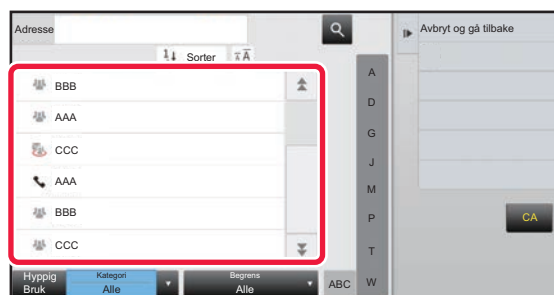 Adresse
Avbryt og gå tilbake
Sorter
BBB
AAA
CCC
AAA
BBB
CCC
A
D
G
J
M
P
T
W
CA
Hyppig
Bruk
Kategori
Alle
Begrens
Alle
ABC